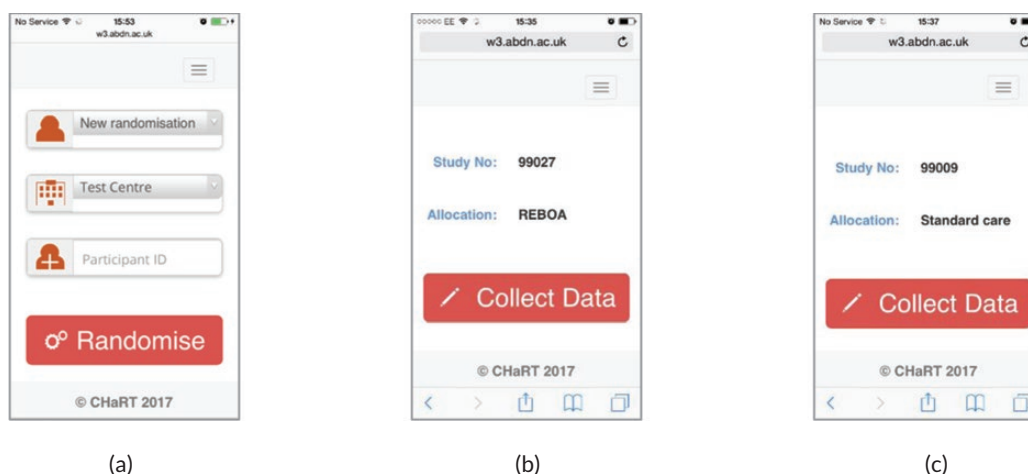 No Service 15:53
w3.abdn.ac.uk
New randomisation
Test Centre
Participant ID
Randomise
© CHaRT 2017
(a)
EE 15:35
w3.abdn.ac.uk
Study No: 99027
Allocation: REBOA
Collect Data
© CHaRT 2017
(b)
No Service 15:37
w3.abdn.ac.uk
Study No: 99009
Allocation: Standard care
Collect Data
© CHaRT 2017
(c)